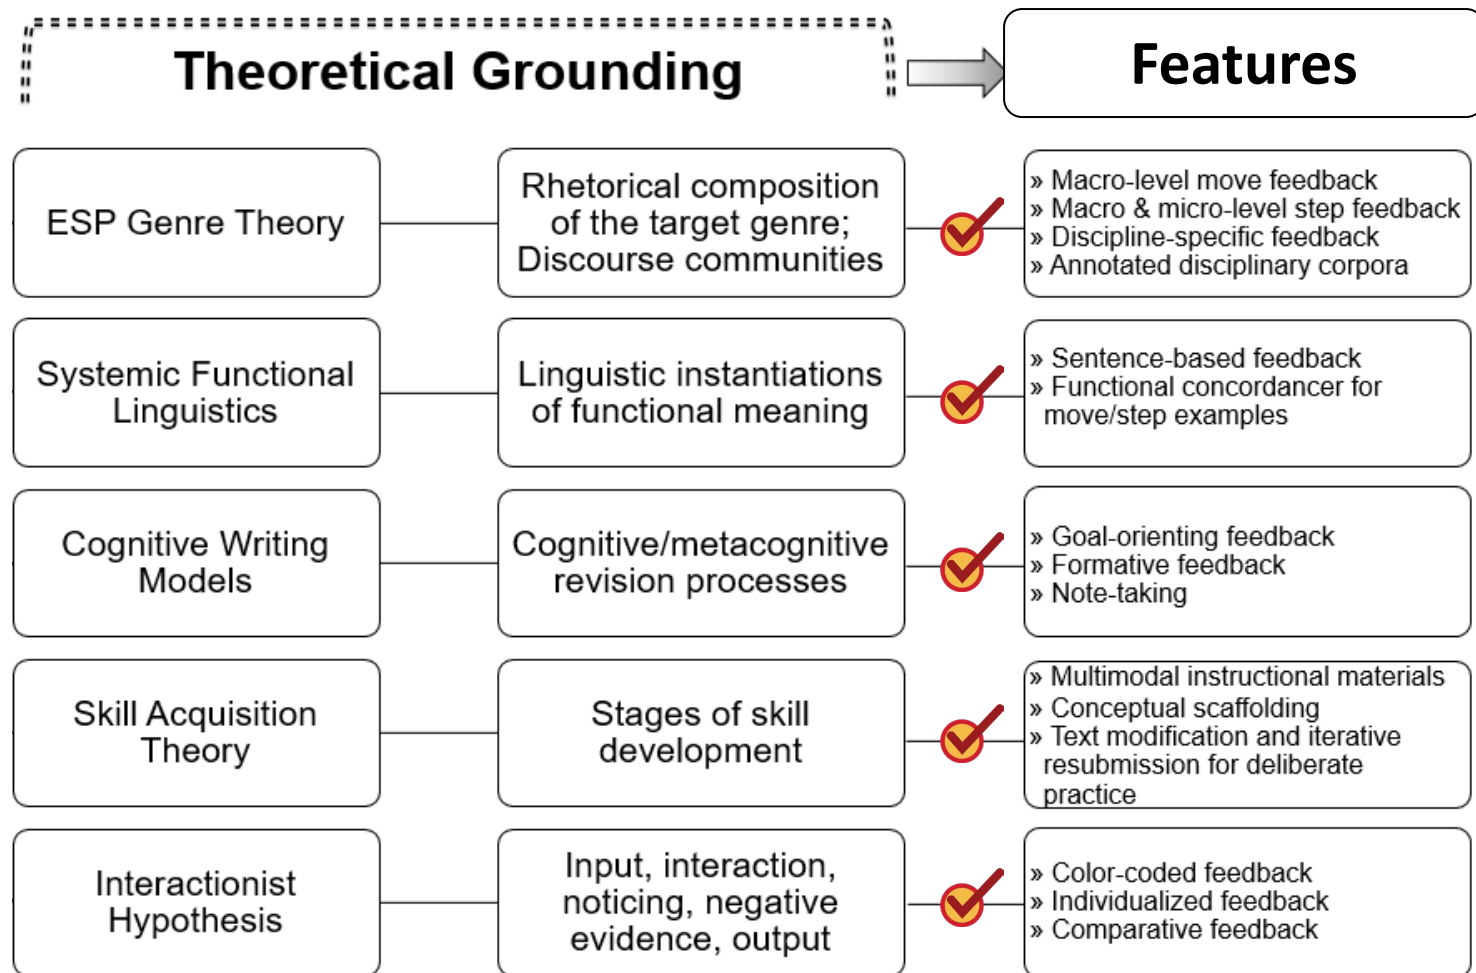 Theoretical Grounding
Features
ESP Genre Theory
Rhetorical composition
of the target genre;
Discourse communities
» Macro-level move feedback
» Macro & micro-level step feedback
» Discipline-specific feedback
» Annotated disciplinary corpora
Systemic Functional
Linguistics
Linguistic instantiations
of functional meaning
» Sentence-based feedback
» Functional concordancer for
move/step examples
Cognitive Writing
Models
Cognitive/metacognitive
revision processes
» Goal-orienting feedback
» Formative feedback
» Note-taking
Skill Acquisition
Theory
Stages of skill
development
» Multimodal instructional materials
» Conceptual scaffolding
» Text modification and iterative
resubmission for deliberate
practice
Interactionist
Hypothesis
Input, interaction,
noticing, negative
evidence, output
» Color-coded feedback
» Individualized feedback
» Comparative feedback